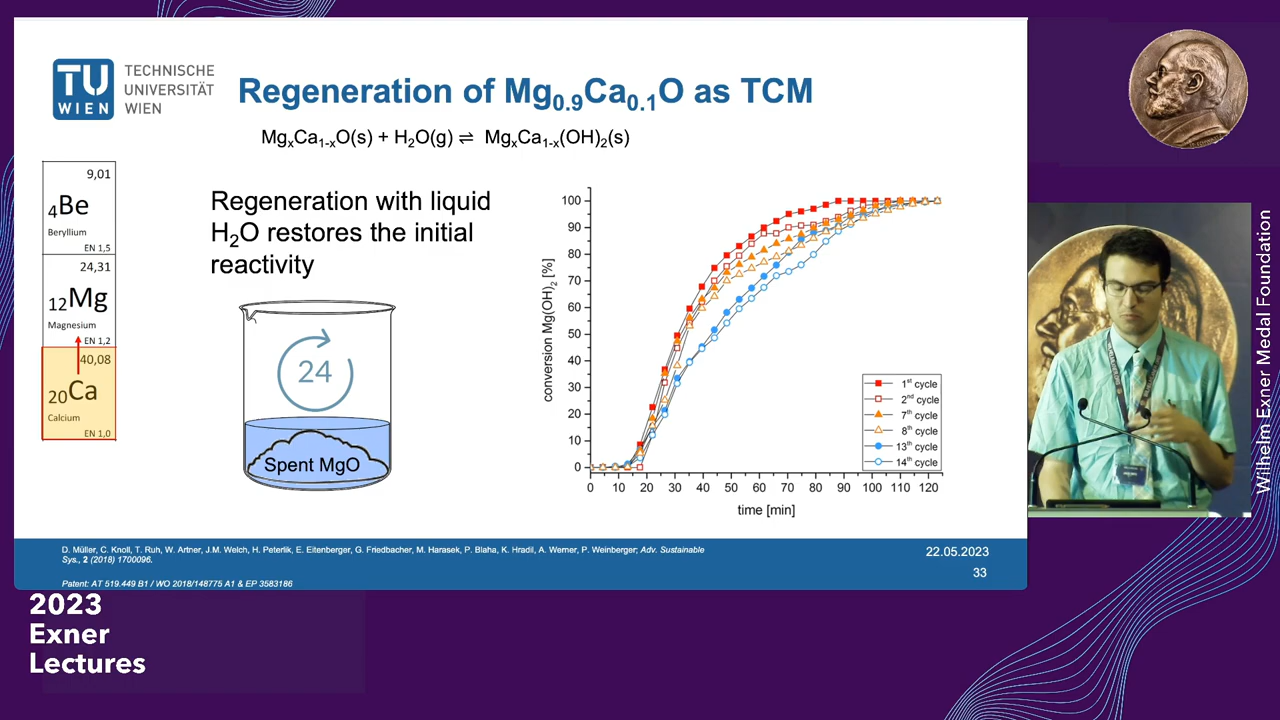 TU
WIEN
TECHNISCHE
UNIVERSITÄT
WIEN
Regeneration of Mg0.9Ca0.1O as TCM
MgxCa1-xO(s) + H2O(g) ⇌ MgxCa1-x(OH)2(s)
9,01
4Be
Beryllium
EN 1,5
24,31
12Mg
Magnesium
EN 1,2
40,08
20Ca
Calcium
EN 1,0
Regeneration with liquid
H2O restores the initial
reactivity
24
Spent MgO
conversion Mg(OH)2 [%]
100
90
80
70
60
50
40
30
20
10
0
0 10 20 30 40 50 60 70 80 90 100 110 120
time [min]
1st cycle
2nd cycle
7th cycle
8th cycle
13th cycle
14th cycle
D. Müller, C. Knoll, T. Ruh, W. Artner, J.M. Welch, H. Peterlik, E. Eitenberger, G. Friedbacher, M. Harasek, P. Blaha, K. Hradil, A. Werner, P. Weinberger; Adv. Sustainable
Sys., 2 (2018) 1700096.
Patent: AT 519.449 B1 / WO 2018/148775 A1 & EP 3583186
22.05.2023
33
Wilhelm Exner Medal Foundation
2023
Exner
Lectures